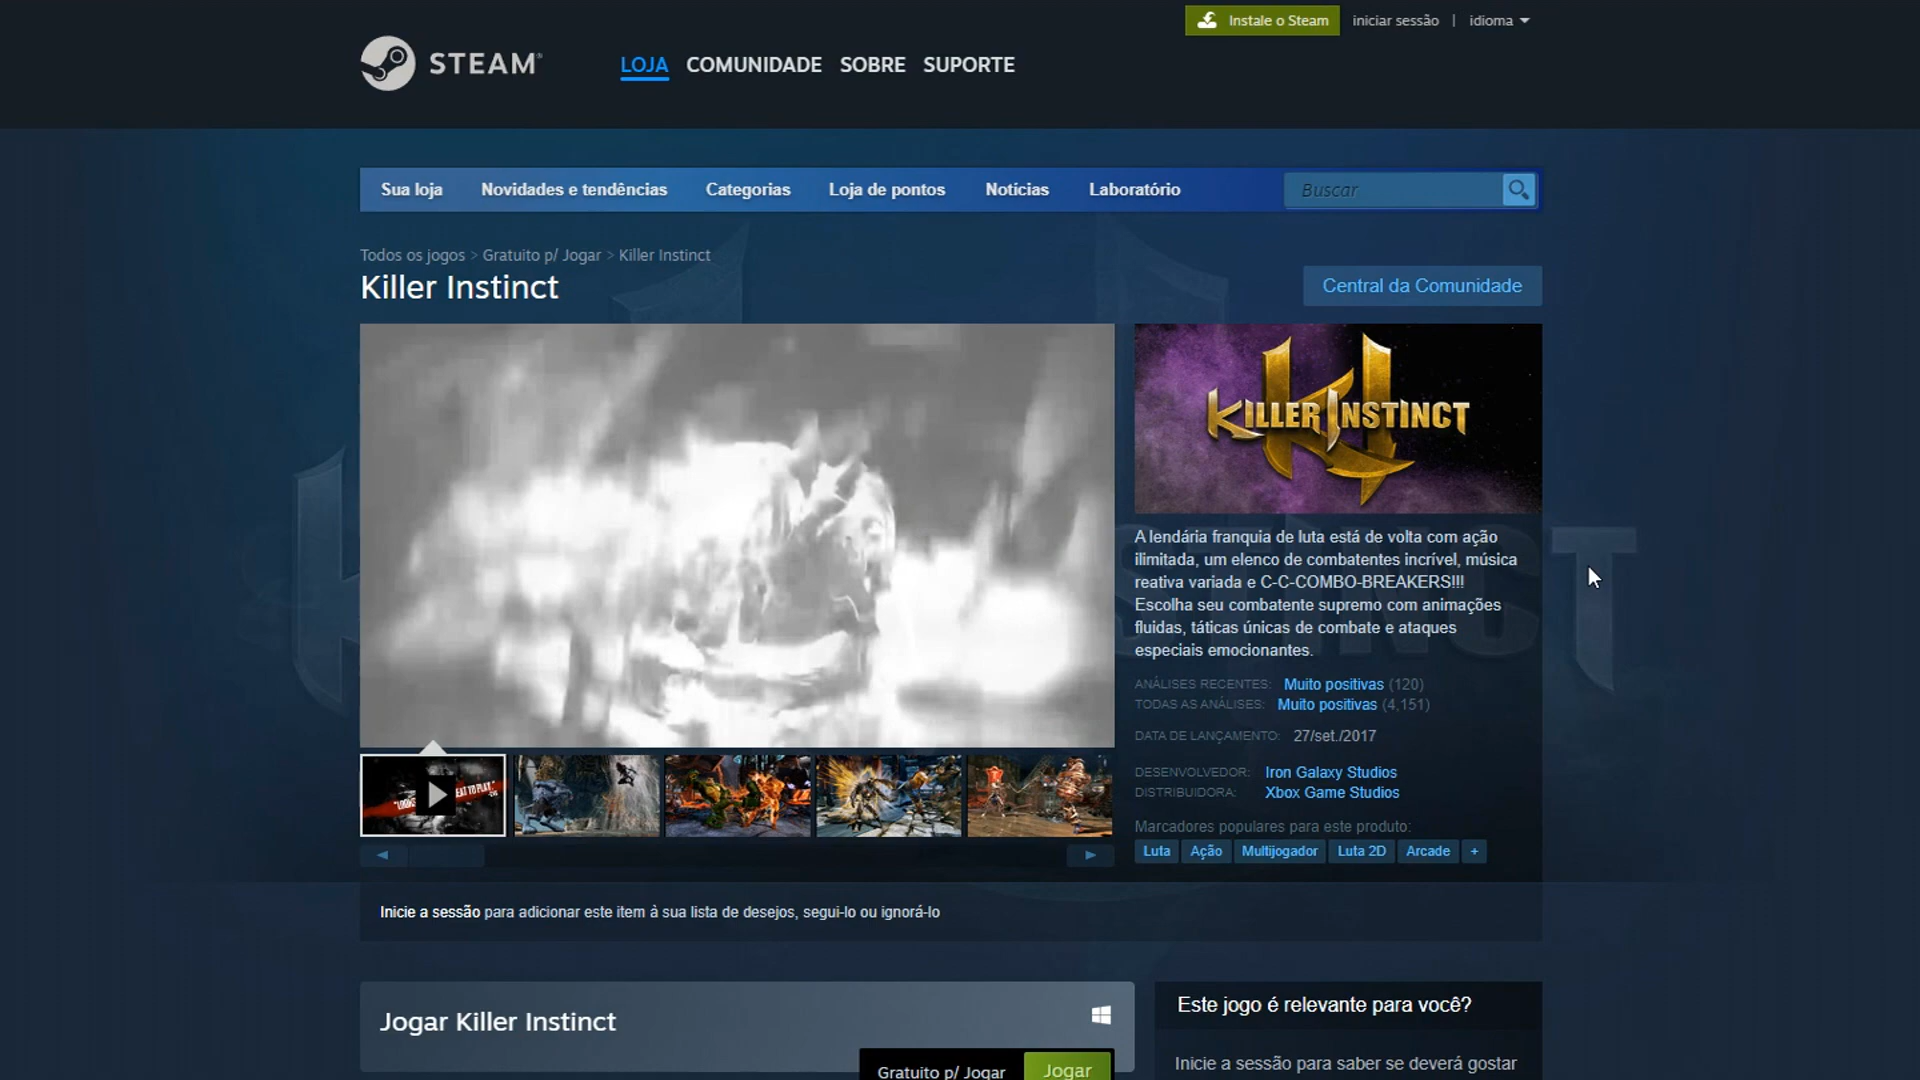 Instale o Steam
iniciar sessão | idioma
STEAM®
LOJA COMUNIDADE SOBRE SUPORTE
Sua loja Novidades e tendências Categorias Loja de pontos Notícias Laboratório Buscar
Todos os jogos > Gratuito p/ Jogar > Killer Instinct
Killer Instinct
Central da Comunidade
KILLER INSTINCT
A lendária franquia de luta está de volta com ação
ilimitada, um elenco de combatentes incrível, música
reativa variada e C-C-COMBO-BREAKERS!!!
Escolha seu combatente supremo com animações
fluidas, táticas únicas de combate e ataques
especiais emocionantes.
ANÁLISES RECENTES: Muito positivas (120)
TODAS AS ANÁLISES: Muito positivas (4,151)
DATA DE LANÇAMENTO: 27/set./2017
DESENVOLVEDOR: Iron Galaxy Studios
DISTRIBUIDORA: Xbox Game Studios
Marcadores populares para este produto:
Luta Ação Multijogador Luta 2D Arcade +
Inicie a sessão para adicionar este item à sua lista de desejos, segui-lo ou ignorá-lo
Jogar Killer Instinct
Gratuito p/ Jogar Jogar
Este jogo é relevante para você?
Inicie a sessão para saber se deverá gostar